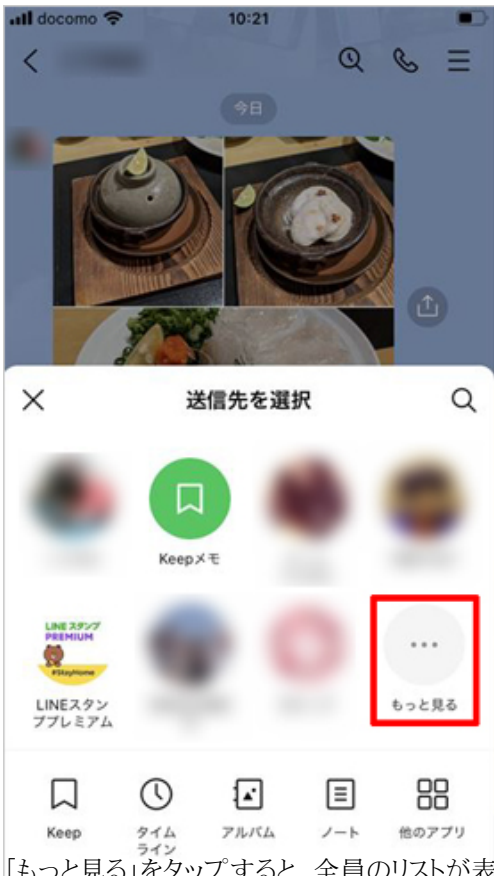 docomo 10:21
今日
送信先を選択
Keepメモ
LINE スタンプ
PREMIUM
#StayHome
LINEスタン
ププレミアム
もっと見る
Keep
タイム
ライン
アルバム
ノート
他のアプリ
「もっと見る」をタップすると、全員のリストが表